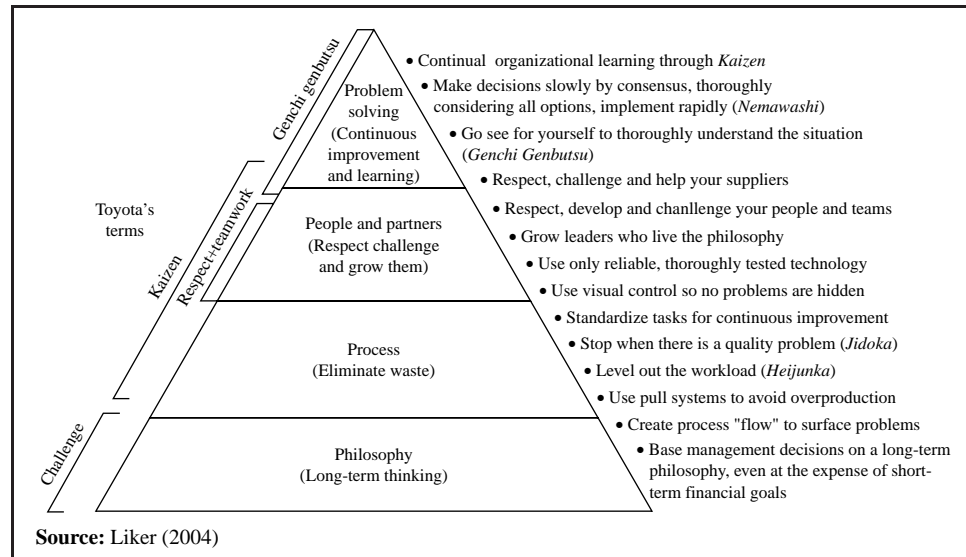 Toyota's
terms
Genchi genbutsu
Kaizen
Respect+teamwork
Challenge
Problem
solving
(Continuous
improvement
and learning)
People and partners
(Respect challenge
and grow them)
Process
(Eliminate waste)
Philosophy
(Long-term thinking)
• Continual organizational learning through Kaizen
• Make decisions slowly by consensus, thoroughly
considering all options, implement rapidly (Nemawashi)
• Go see for yourself to thoroughly understand the situation
(Genchi Genbutsu)
• Respect, challenge and help your suppliers
• Respect, develop and chanllenge your people and teams
• Grow leaders who live the philosophy
• Use only reliable, thoroughly tested technology
• Use visual control so no problems are hidden
• Standardize tasks for continuous improvement
• Stop when there is a quality problem (Jidoka)
• Level out the workload (Heijunka)
• Use pull systems to avoid overproduction
• Create process "flow" to surface problems
• Base management decisions on a long-term
philosophy, even at the expense of short-
term financial goals
Source: Liker (2004)